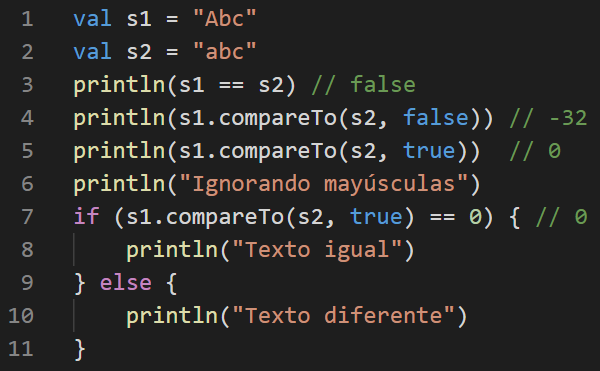 1 val s1 = "Abc"
2 val s2 = "abc"
3 println(s1 == s2) // false
4 println(s1.compareTo(s2, false)) // -32
5 println(s1.compareTo(s2, true))  // 0
6 println("Ignorando mayúsculas")
7 if (s1.compareTo(s2, true) == 0) { // 0
8     println("Texto igual")
9 } else {
10     println("Texto diferente")
11 }